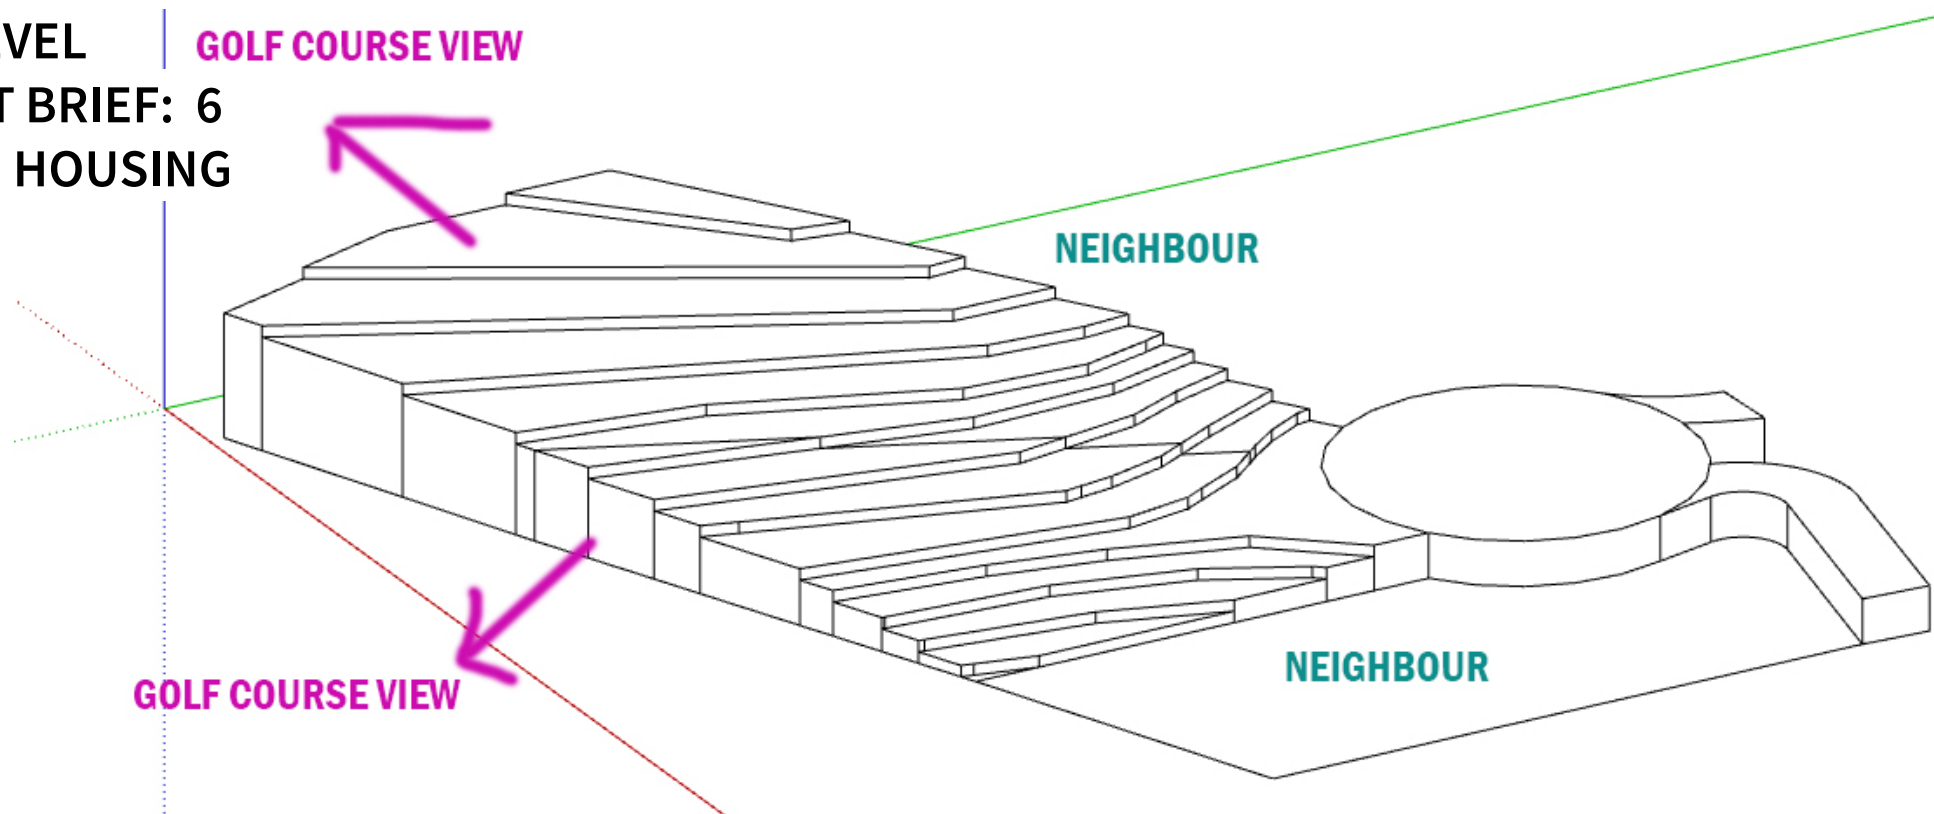 VEL
GOLF COURSE VIEW
T BRIEF: 6
HOUSING
NEIGHBOUR
NEIGHBOUR
GOLF COURSE VIEW